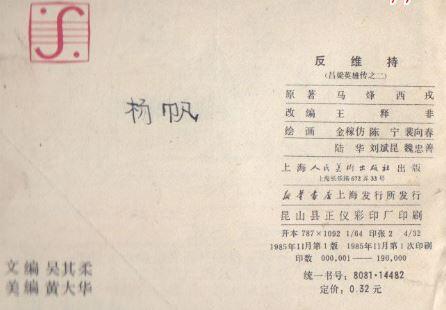 反维持
(吕梁英雄传之二)
原著 马烽 西戎
改编 王释非
绘画 金稼仿 陈宁 裴向春
陆华 刘斌昆 魏忠善
上海人民美术出版社出版
上海长乐路672弄33号
新华书店上海发行所发行
昆山县正仪彩印厂印刷
开本 787×1092 1/64 印张 2 4/32
1985年11月第1版 1985年11月第1次印刷
印数 000,001—190,000
统一书号: 8081·14482
定价: 0.32 元
杨帆
文编 吴其柔
美编 黄大华